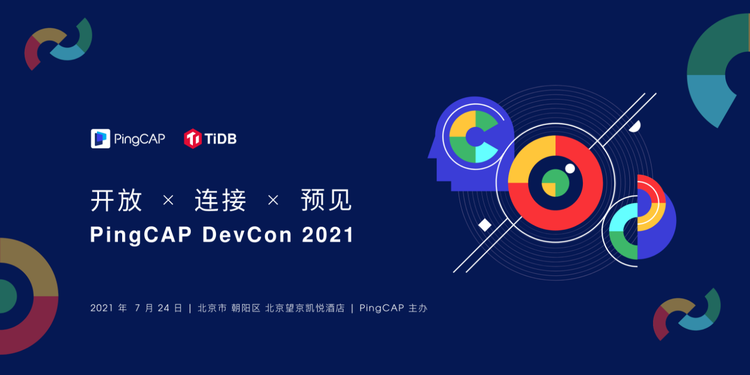 PingCAP TiDB
开放 × 连接 × 预见
PingCAP DevCon 2021
2021 年 7 月 24 日 | 北京市 朝阳区 北京望京凯悦酒店 | PingCAP 主办